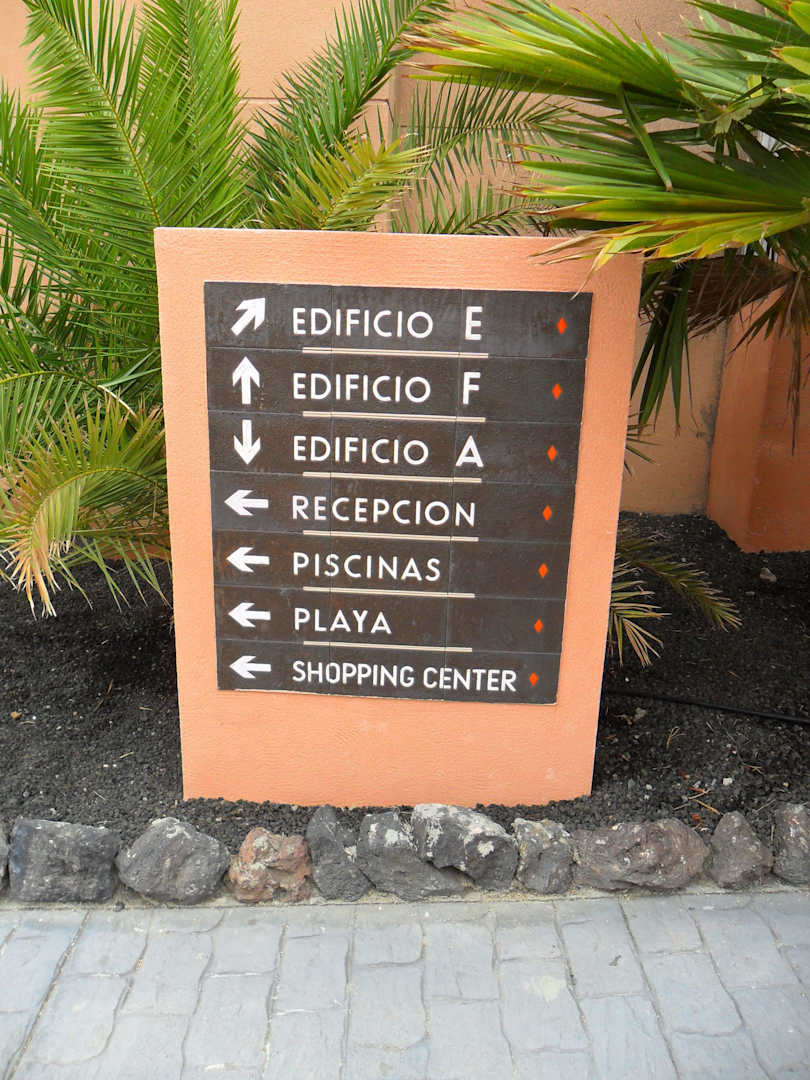 EDIFICIO E
EDIFICIO F
EDIFICIO A
RECEPCION
PISCINAS
PLAYA
SHOPPING CENTER